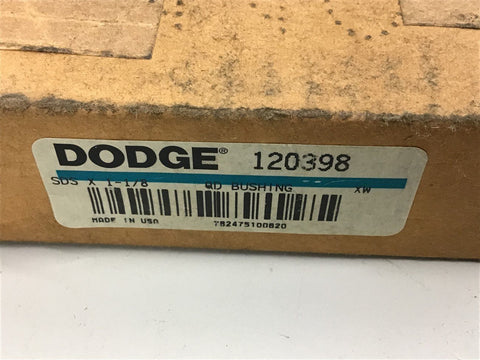 DODGE® 120398
SDS X 1-1/8 QD BUSHING XW
MADE IN USA 782475100820